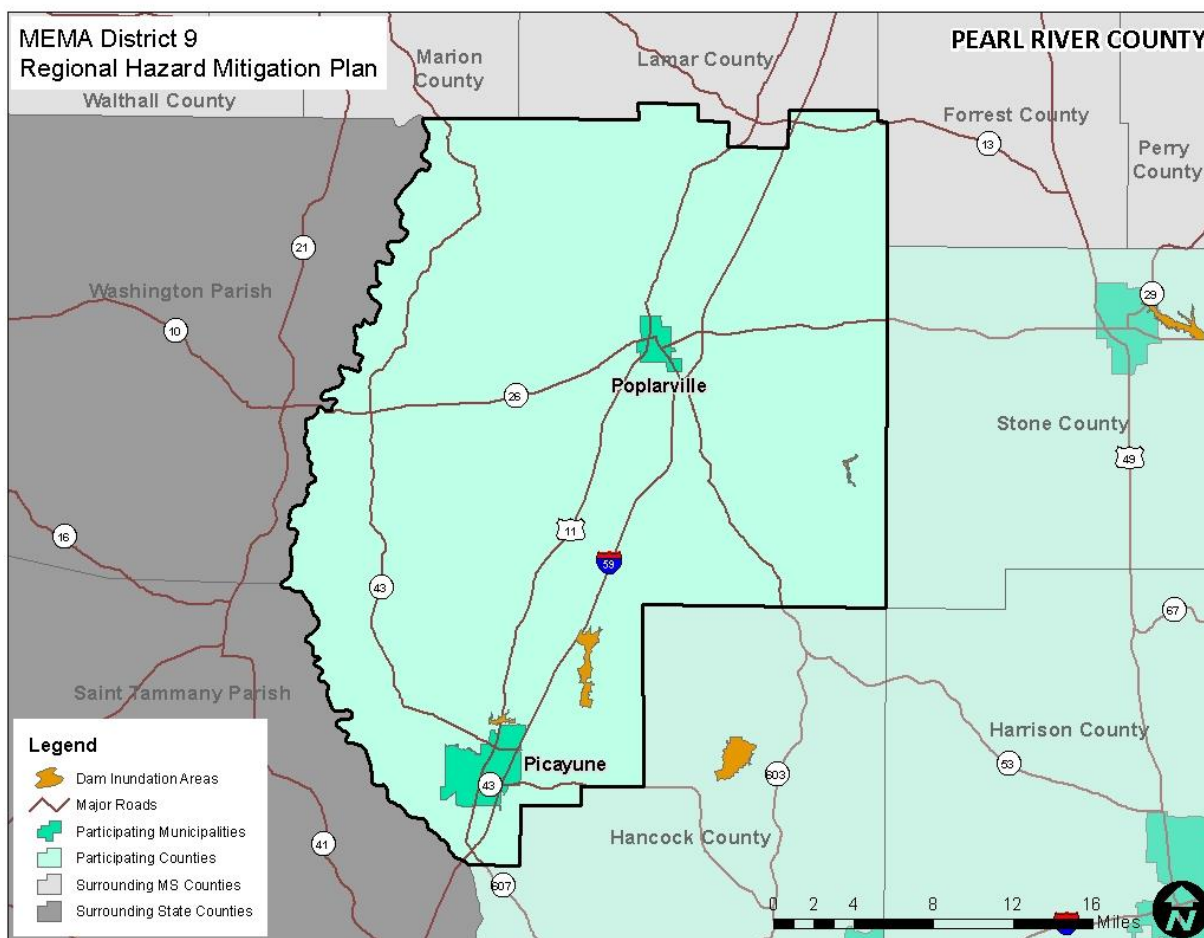 MEMA District 9
Regional Hazard Mitigation Plan
PEARL RIVER COUNTY
Marion
County
Lamar County
Walthall County
Forrest County
13
Perry
County
21
Washington Parish
10
29
Poplarville
26
Stone County
49
11
16
59
43
67
Saint Tammany Parish
Harrison County
Picayune
53
43
603
Hancock County
41
607
Legend
Dam Inundation Areas
Major Roads
Participating Municipalities
Participating Counties
Surrounding MS Counties
Surrounding State Counties
0 2 4 8 12 16
Miles
N